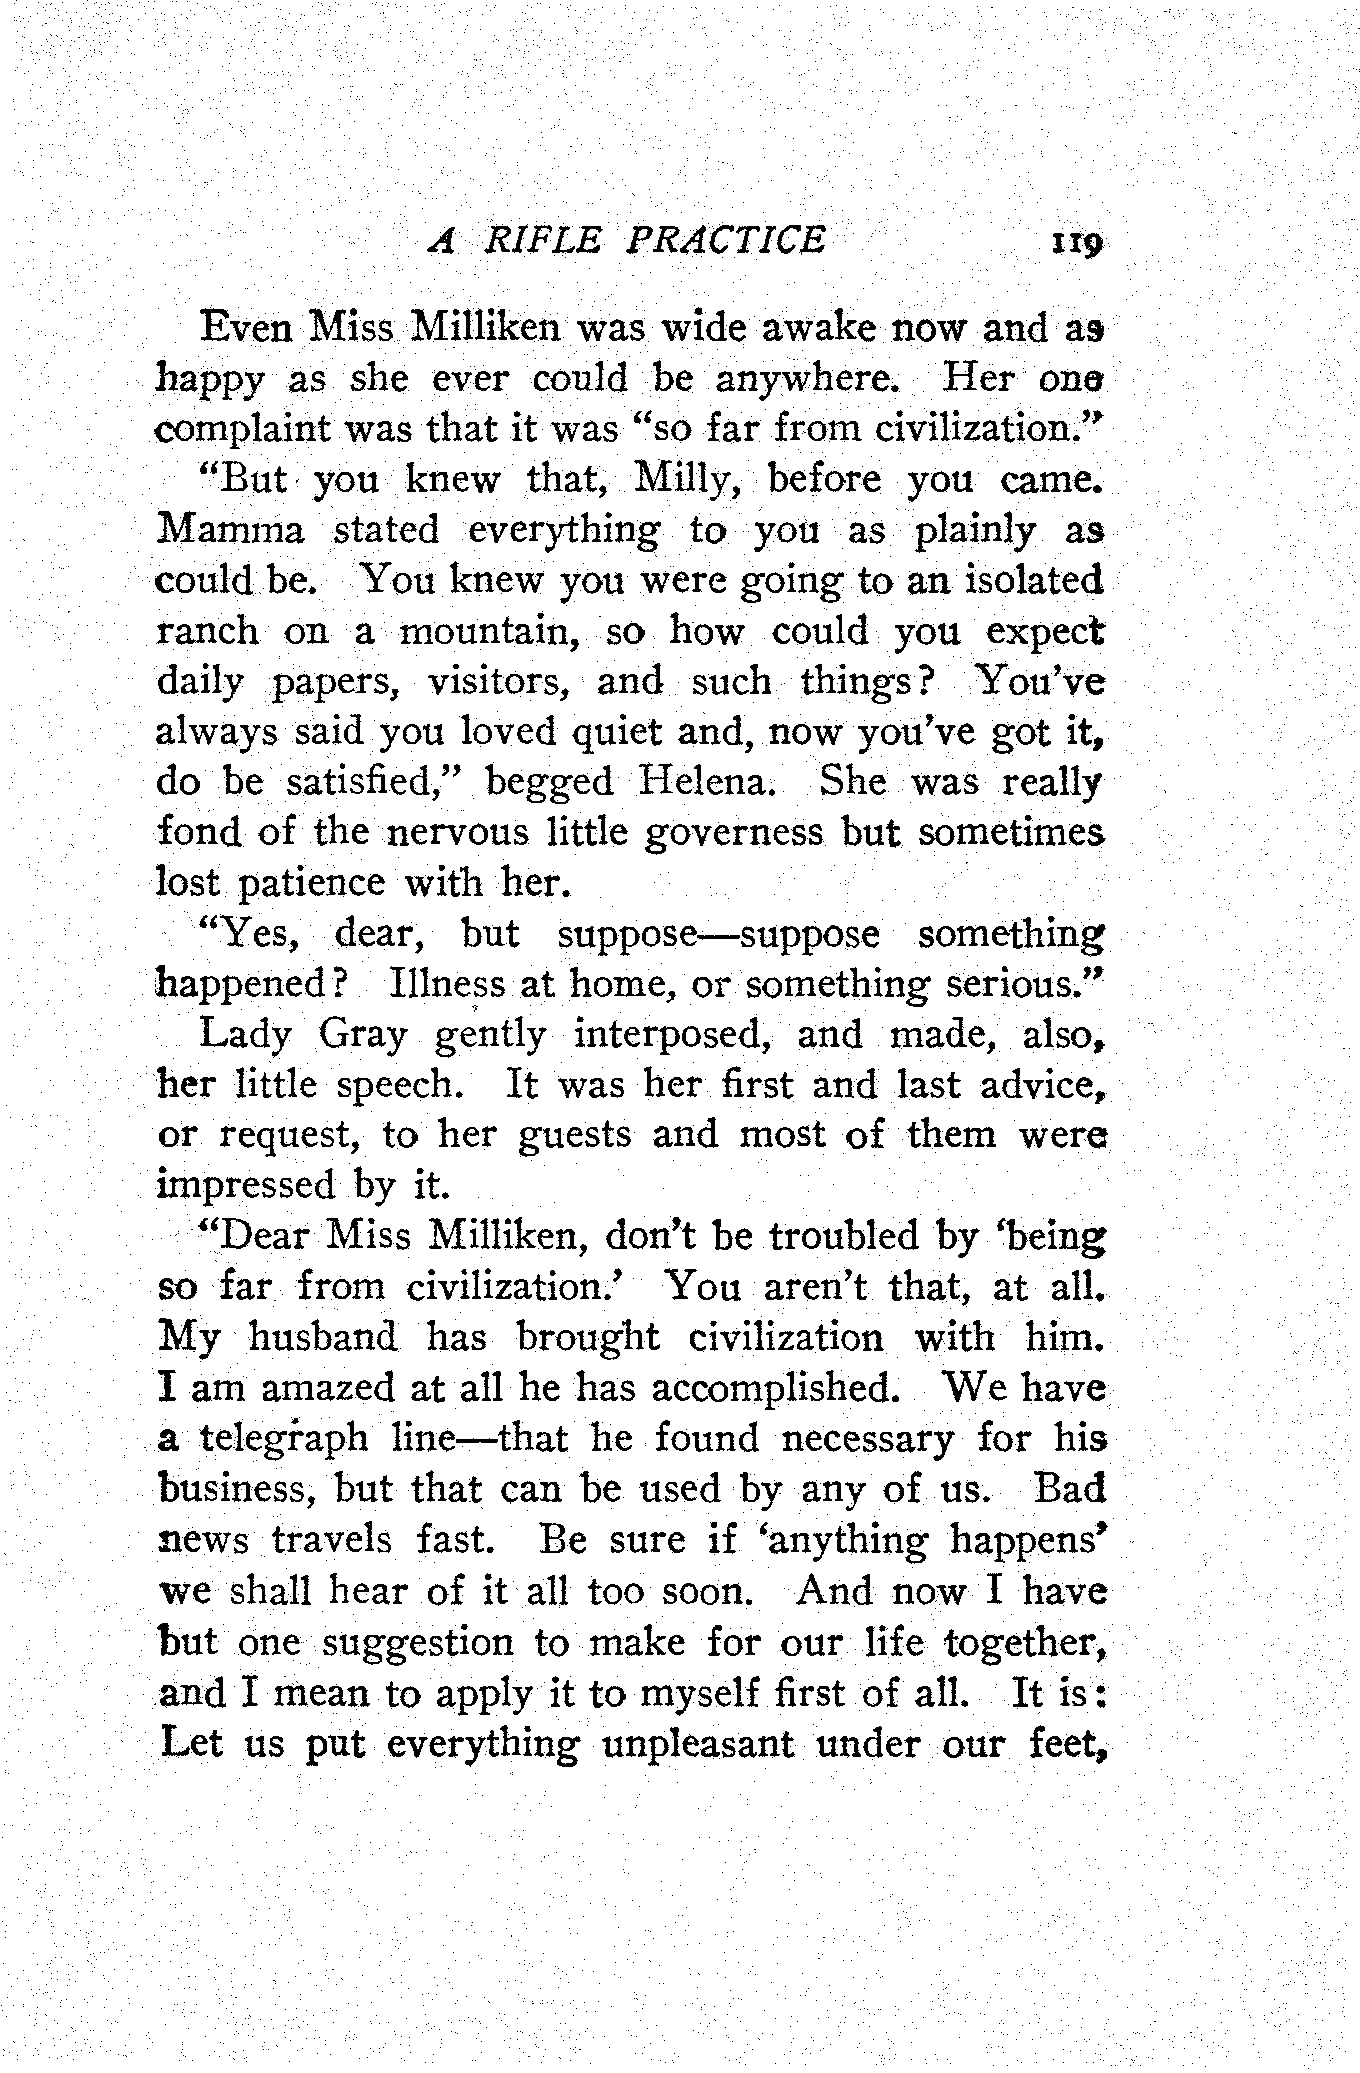 A RIFLE PRACTICE 119
Even Miss Milliken was wide awake now and as
happy as she ever could be anywhere. Her one
complaint was that it was “so far from civilization.”
“But you knew that, Milly, before you came.
Mamma stated everything to you as plainly as
could be. You knew you were going to an isolated
ranch on a mountain, so how could you expect
daily papers, visitors, and such things? You’ve
always said you loved quiet and, now you’ve got it,
do be satisfied,” begged Helena. She was really
fond of the nervous little governess but sometimes
lost patience with her.
“Yes, dear, but suppose—suppose something
happened? Illness at home, or something serious.”
Lady Gray gently interposed, and made, also,
her little speech. It was her first and last advice,
or request, to her guests and most of them were
impressed by it.
“Dear Miss Milliken, don’t be troubled by ‘being
so far from civilization.’ You aren’t that, at all.
My husband has brought civilization with him.
I am amazed at all he has accomplished. We have
a telegraph line—that he found necessary for his
business, but that can be used by any of us. Bad
news travels fast. Be sure if ‘anything happens’
we shall hear of it all too soon. And now I have
but one suggestion to make for our life together,
and I mean to apply it to myself first of all. It is:
Let us put everything unpleasant under our feet,